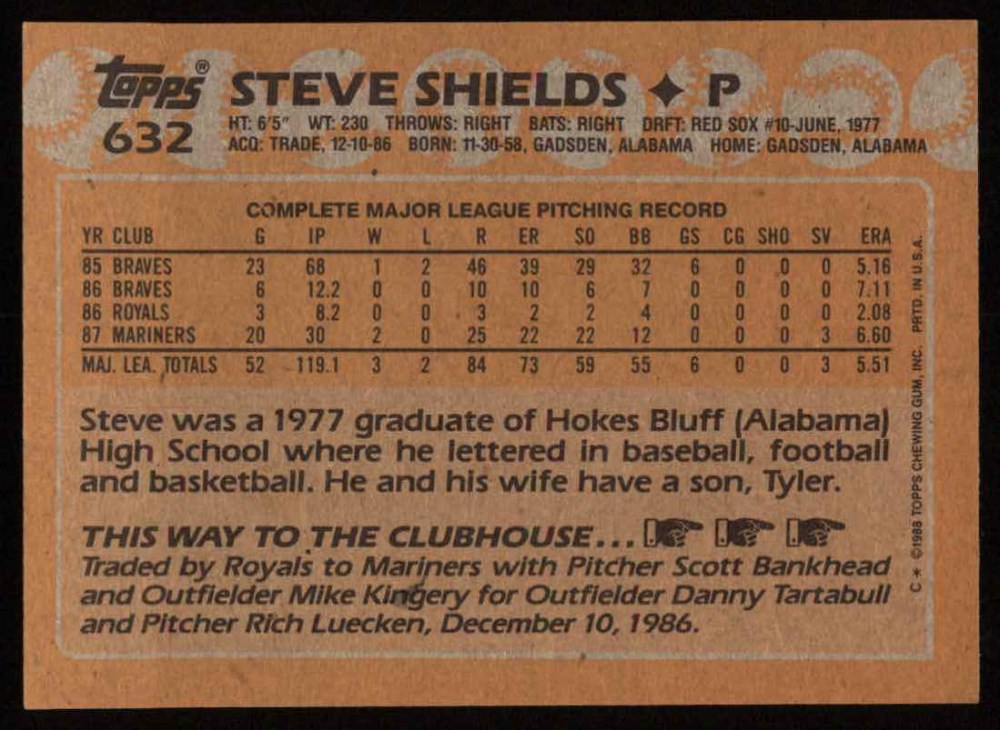 Topps® STEVE SHIELDS ✦ P
632 HT: 6'5" WT: 230 THROWS: RIGHT BATS: RIGHT DRFT: RED SOX #10-JUNE, 1977
ACQ: TRADE, 12-10-86 BORN: 11-30-58, GADSDEN, ALABAMA HOME: GADSDEN, ALABAMA
COMPLETE MAJOR LEAGUE PITCHING RECORD
YR CLUB G IP W L R ER SO BB GS CG SHO SV ERA
85 BRAVES 23 68 1 2 46 39 29 32 6 0 0 0 5.16
86 BRAVES 6 12.2 0 0 10 10 6 7 0 0 0 0 7.11
86 ROYALS 3 8.2 0 0 3 2 2 4 0 0 0 0 2.08
87 MARINERS 20 30 2 0 25 22 22 12 0 0 0 3 6.60
MAJ. LEA. TOTALS 52 119.1 3 2 84 73 59 55 6 0 0 3 5.51
Steve was a 1977 graduate of Hokes Bluff (Alabama)
High School where he lettered in baseball, football
and basketball. He and his wife have a son, Tyler.
THIS WAY TO THE CLUBHOUSE...
Traded by Royals to Mariners with Pitcher Scott Bankhead
and Outfielder Mike Kingery for Outfielder Danny Tartabull
and Pitcher Rich Luecken, December 10, 1986.
C * ©1988 TOPPS CHEWING GUM, INC. PRTD. IN U.S.A.